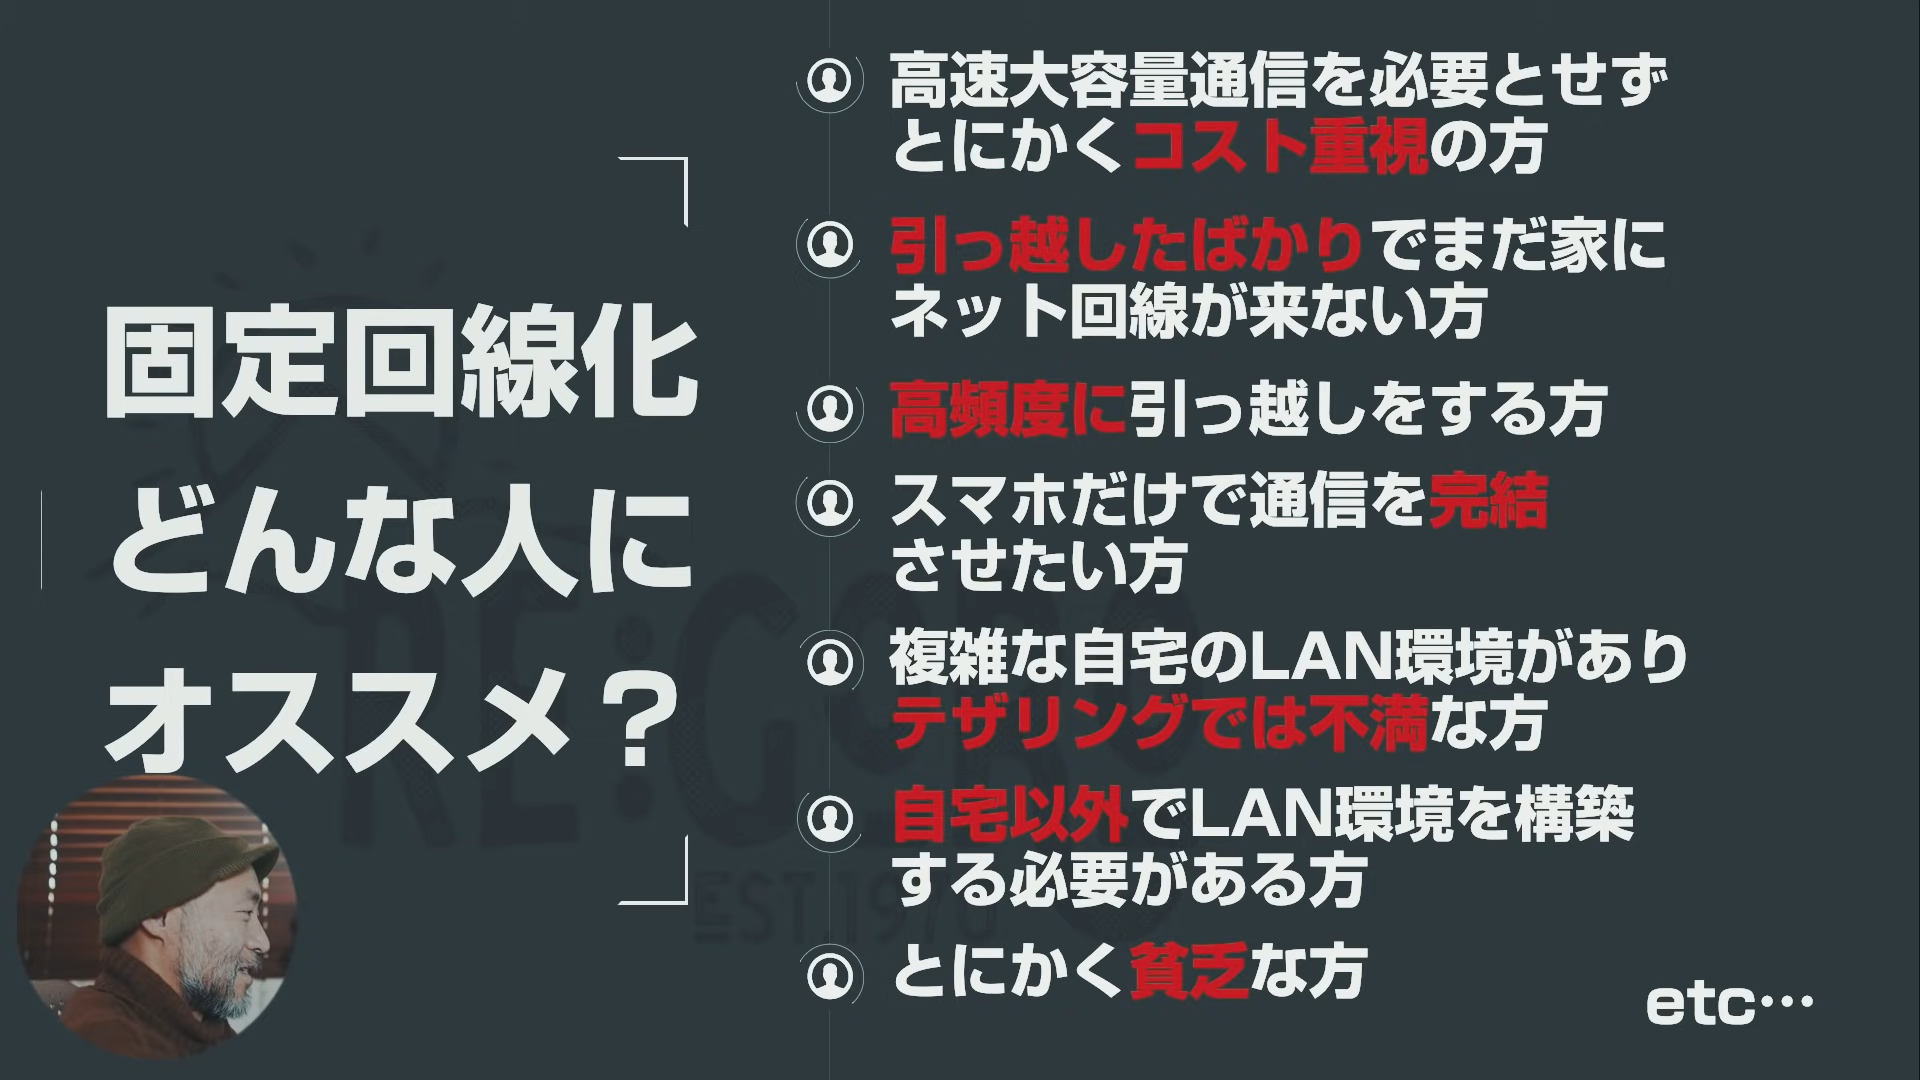 固定回線化
どんな人に
オススメ？
高速大容量通信を必要とせず
とにかくコスト重視の方
引っ越したばかりでまだ家に
ネット回線が来ない方
高頻度に引っ越しをする方
スマホだけで通信を完結
させたい方
複雑な自宅のLAN環境があり
テザリングでは不満な方
自宅以外でLAN環境を構築
する必要がある方
とにかく貧乏な方
etc…
RE:GOBO
EST.1970